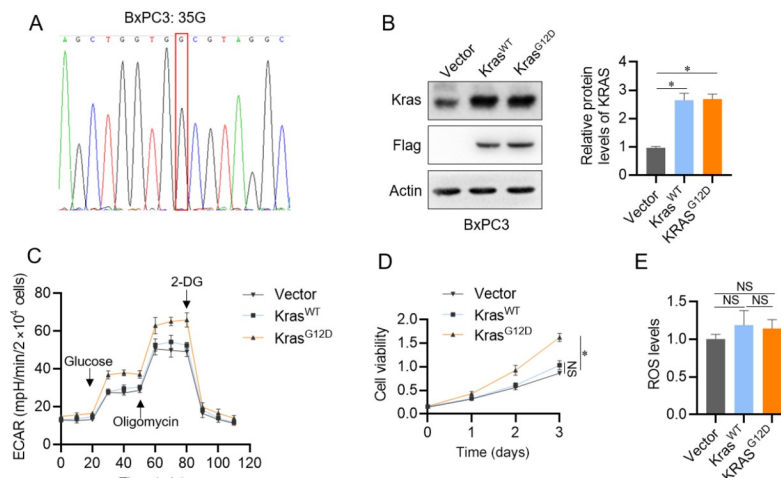 A
BxPC3: 35G
A G C T G G T G G C G T A G G C
B
Vector
Kras^WT
Kras^G12D
Kras
Flag
Actin
BxPC3
Relative protein
levels of KRAS
4
3
2
1
0
*
*
Vector
Kras^WT
KRAS^G12D
C
ECAR (mpH/min/2 ×10⁴ cells)
80
60
40
20
0
2-DG
Glucose
Oligomycin
0 20 40 60 80 100 120
Vector
Kras^WT
Kras^G12D
D
Vector
Kras^WT
Kras^G12D
Cell viability
2.0
1.5
1.0
0.5
0.0
NS
*
0 1 2 3
Time (days)
E
ROS levels
1.5
1.0
0.5
0.0
NS
NS NS
Vector
Kras^WT
KRAS^G12D